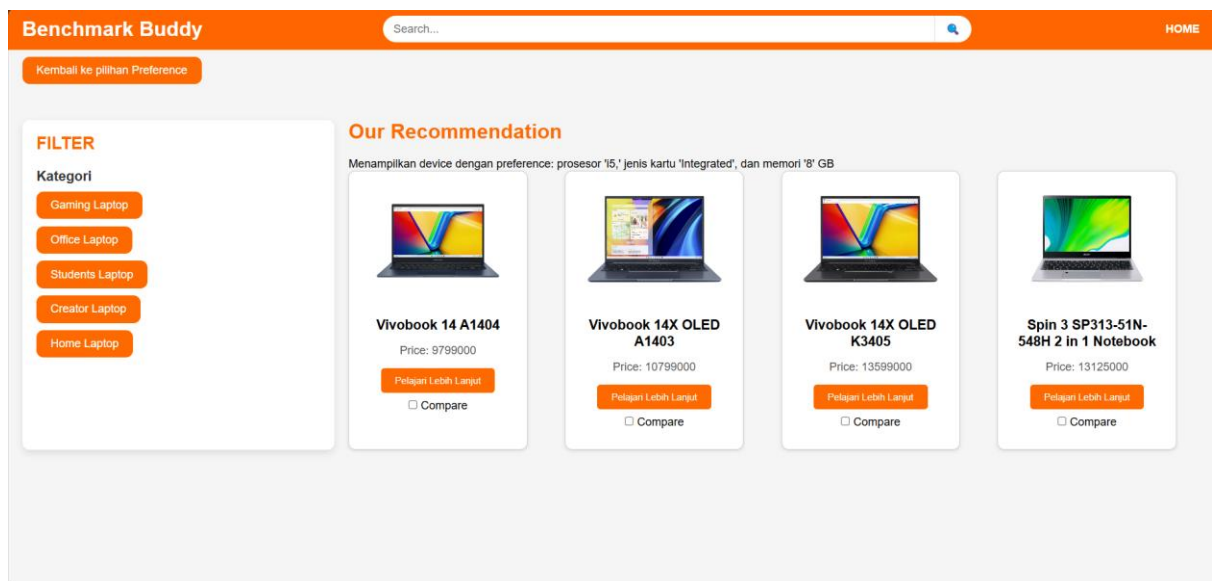 Benchmark Buddy
Search...
HOME
Kembali ke pilihan Preference
FILTER
Kategori
Gaming Laptop
Office Laptop
Students Laptop
Creator Laptop
Home Laptop
Our Recommendation
Menampilkan device dengan preference: prosesor 'i5,' jenis kartu 'Integrated', dan memori '8' GB
Vivobook 14 A1404
Price: 9799000
Pelajari Lebih Lanjut
Compare
Vivobook 14X OLED
A1403
Price: 10799000
Pelajari Lebih Lanjut
Compare
Vivobook 14X OLED
K3405
Price: 13599000
Pelajari Lebih Lanjut
Compare
Spin 3 SP313-51N-
548H 2 in 1 Notebook
Price: 13125000
Pelajari Lebih Lanjut
Compare